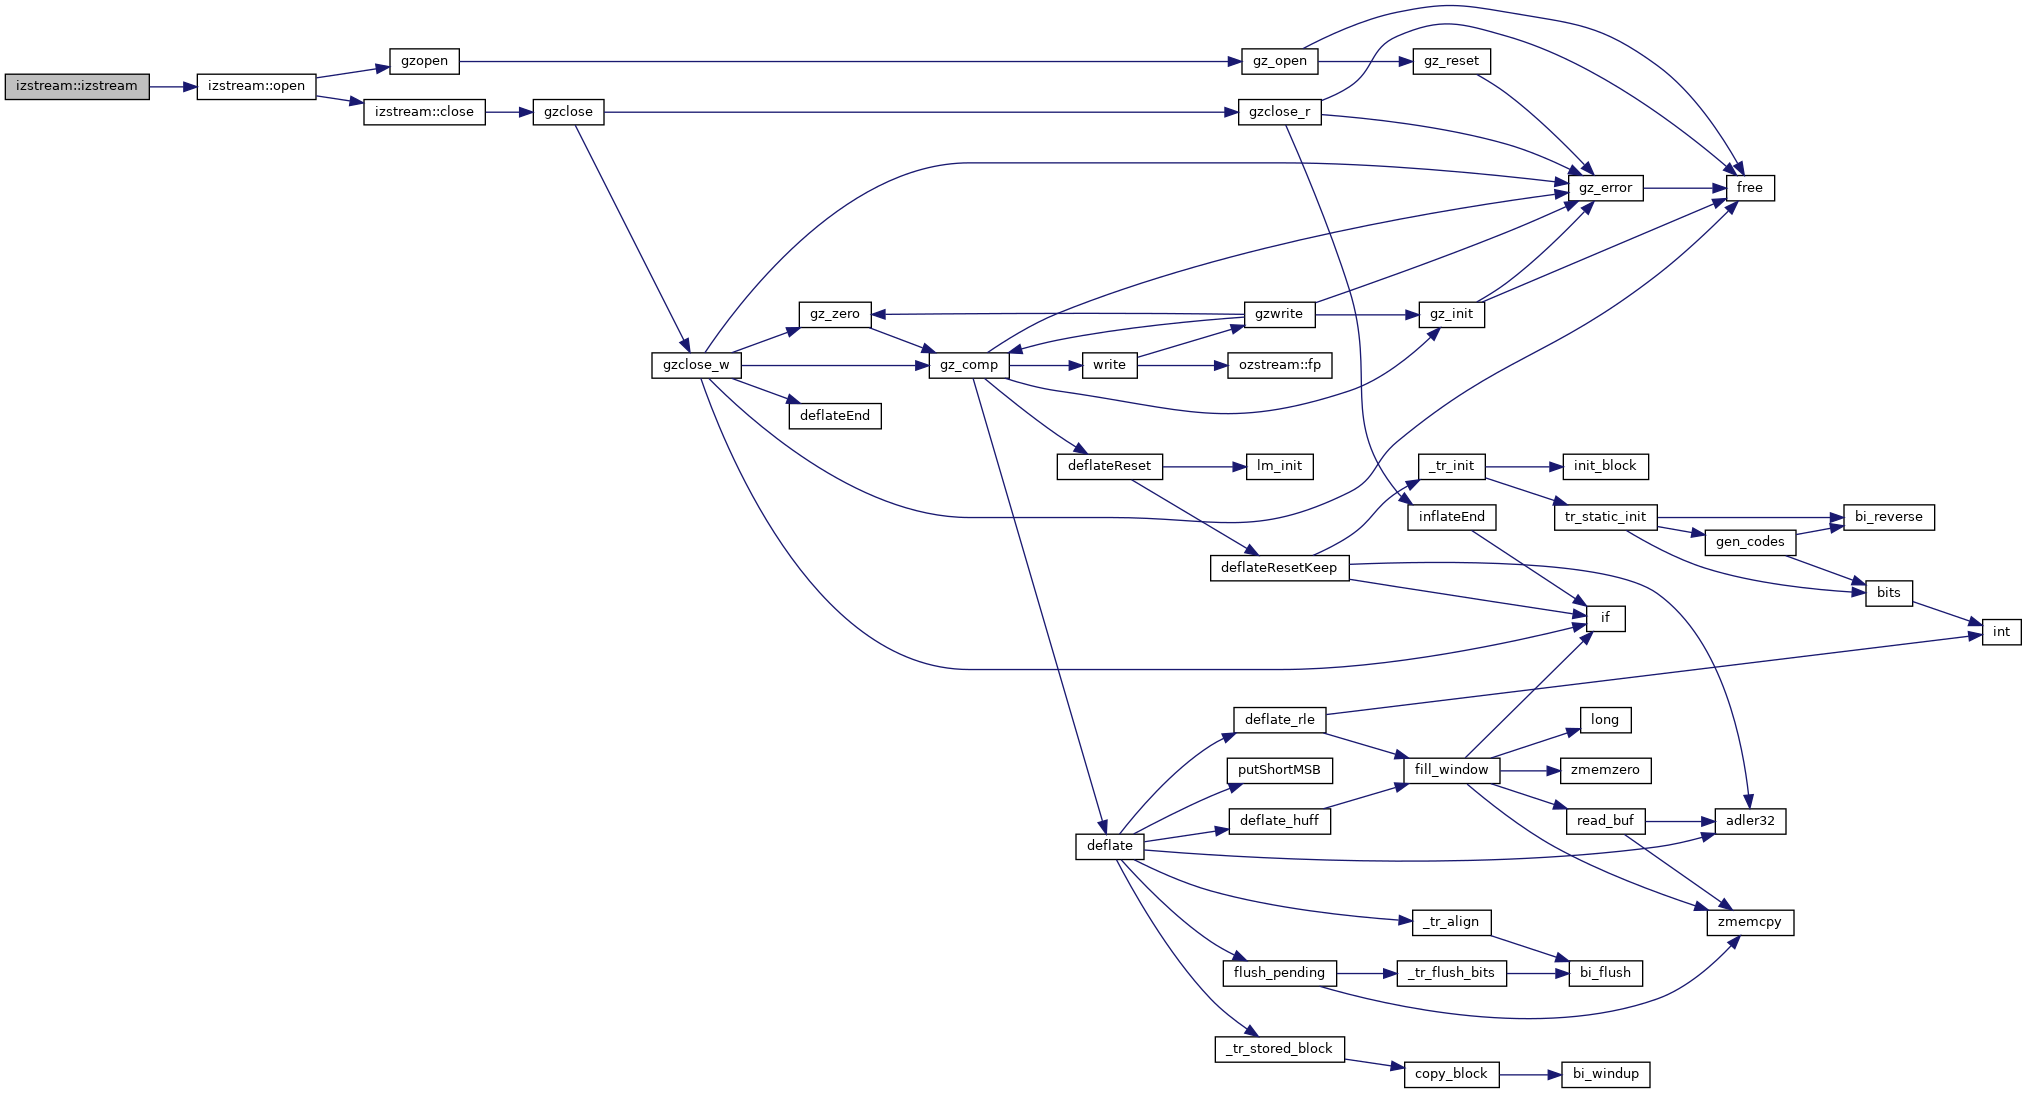 izstream::izstream
izstream::open
gzopen
izstream::close
gzclose
gz_open
gz_reset
gzclose_r
gz_error
free
gzclose_w
gz_zero
gz_comp
deflateEnd
gzwrite
write
ozstream::fp
gz_init
deflateReset
lm_init
deflateResetKeep
_tr_init
init_block
inflateEnd
tr_static_init
gen_codes
bi_reverse
bits
int
if
deflate
deflate_rle
putShortMSB
deflate_huff
fill_window
long
zmemzero
read_buf
adler32
zmemcpy
_tr_align
flush_pending
_tr_flush_bits
bi_flush
_tr_stored_block
copy_block
bi_windup